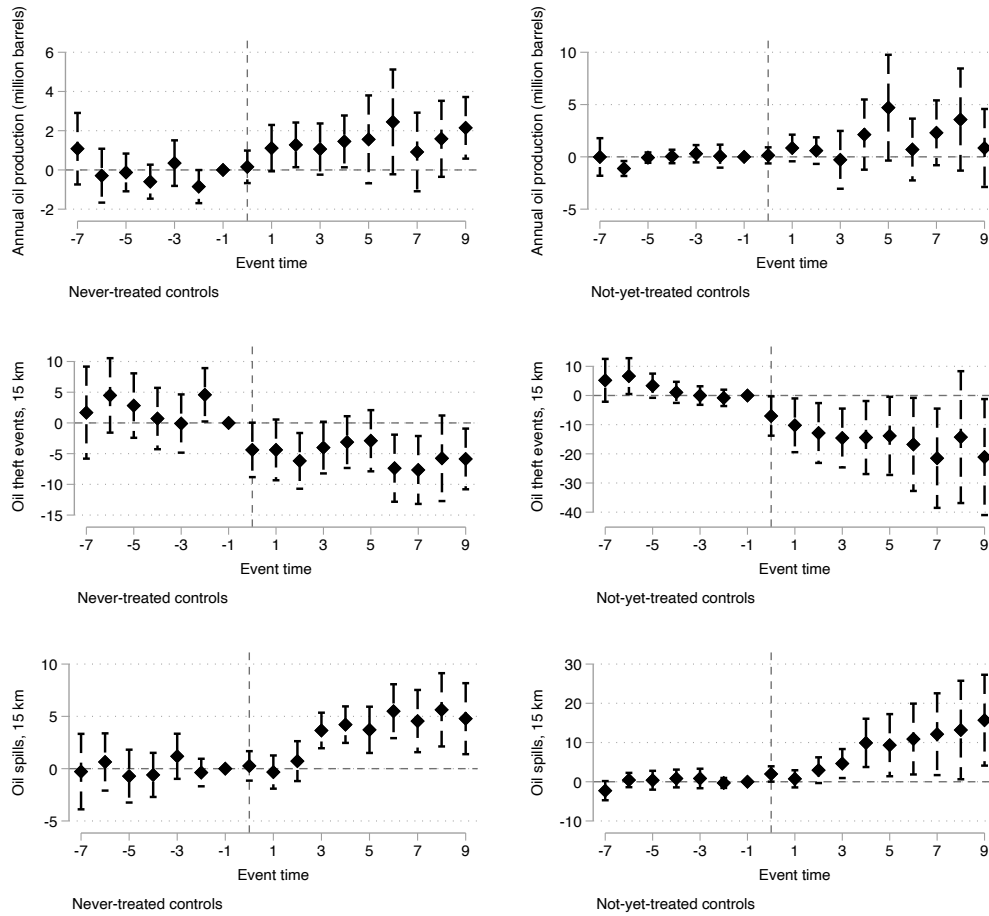 Annual oil production (million barrels)
6
4
2
0
-2
-7 -5 -3 -1 1 3 5 7 9
Event time
Never-treated controls
Annual oil production (million barrels)
10
5
0
-5
-7 -5 -3 -1 1 3 5 7 9
Event time
Not-yet-treated controls
Oil theft events, 15 km
10
5
0
-5
-10
-15
-7 -5 -3 -1 1 3 5 7 9
Event time
Never-treated controls
Oil theft events, 15 km
10
0
-10
-20
-30
-40
-7 -5 -3 -1 1 3 5 7 9
Event time
Not-yet-treated controls
Oil spills, 15 km
10
5
0
-5
-7 -5 -3 -1 1 3 5 7 9
Event time
Never-treated controls
Oil spills, 15 km
30
20
10
0
-10
-7 -5 -3 -1 1 3 5 7 9
Event time
Not-yet-treated controls